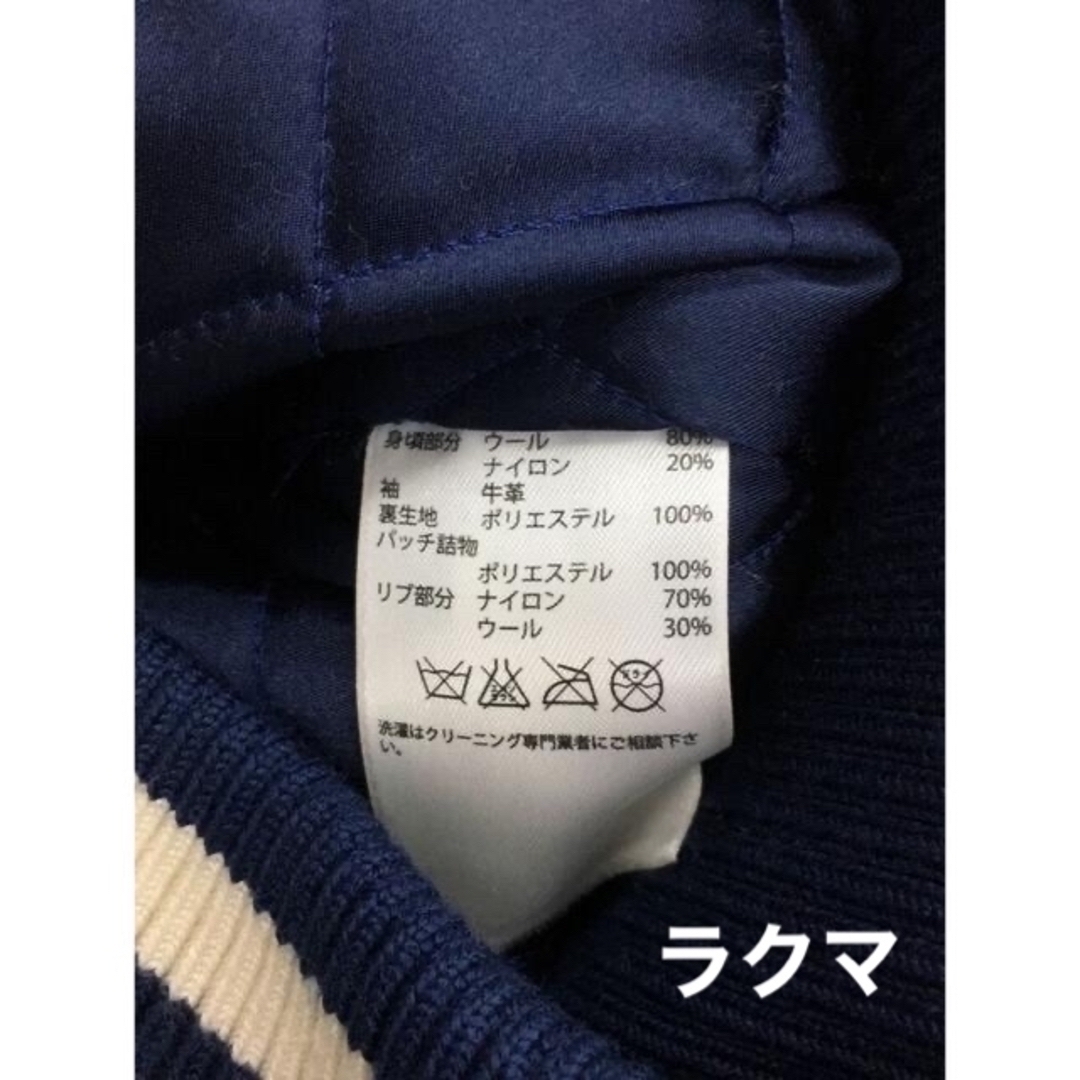 身頃部分 ウール 80%
ナイロン 20%
袖 牛革
裏生地 ポリエステル 100%
パッチ詰物
ポリエステル 100%
リブ部分 ナイロン 70%
ウール 30%
洗濯はクリーニング専門業者にご相談下さ
い。
ラクマ